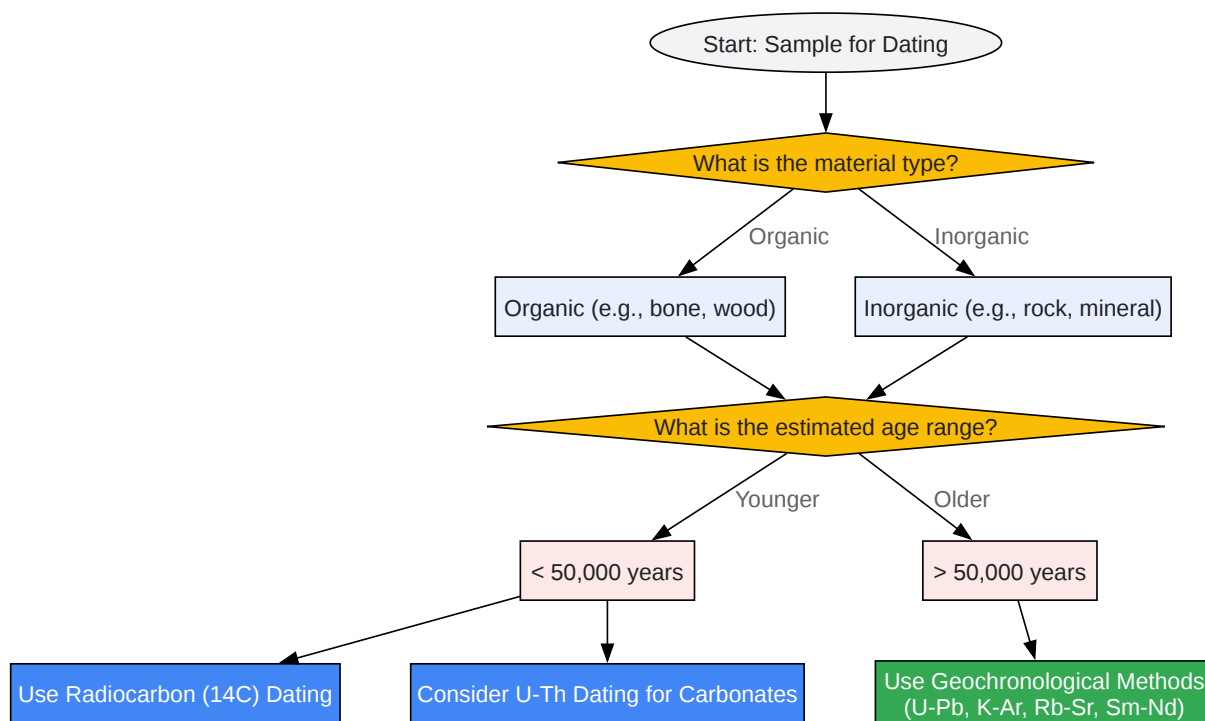 Start: Sample for Dating
What is the material type?
Organic
Inorganic
Organic (e.g., bone, wood)
Inorganic (e.g., rock, mineral)
What is the estimated age range?
Younger
Older
< 50,000 years
> 50,000 years
Use Radiocarbon (14C) Dating
Consider U-Th Dating for Carbonates
Use Geochronological Methods
(U-Pb, K-Ar, Rb-Sr, Sm-Nd)